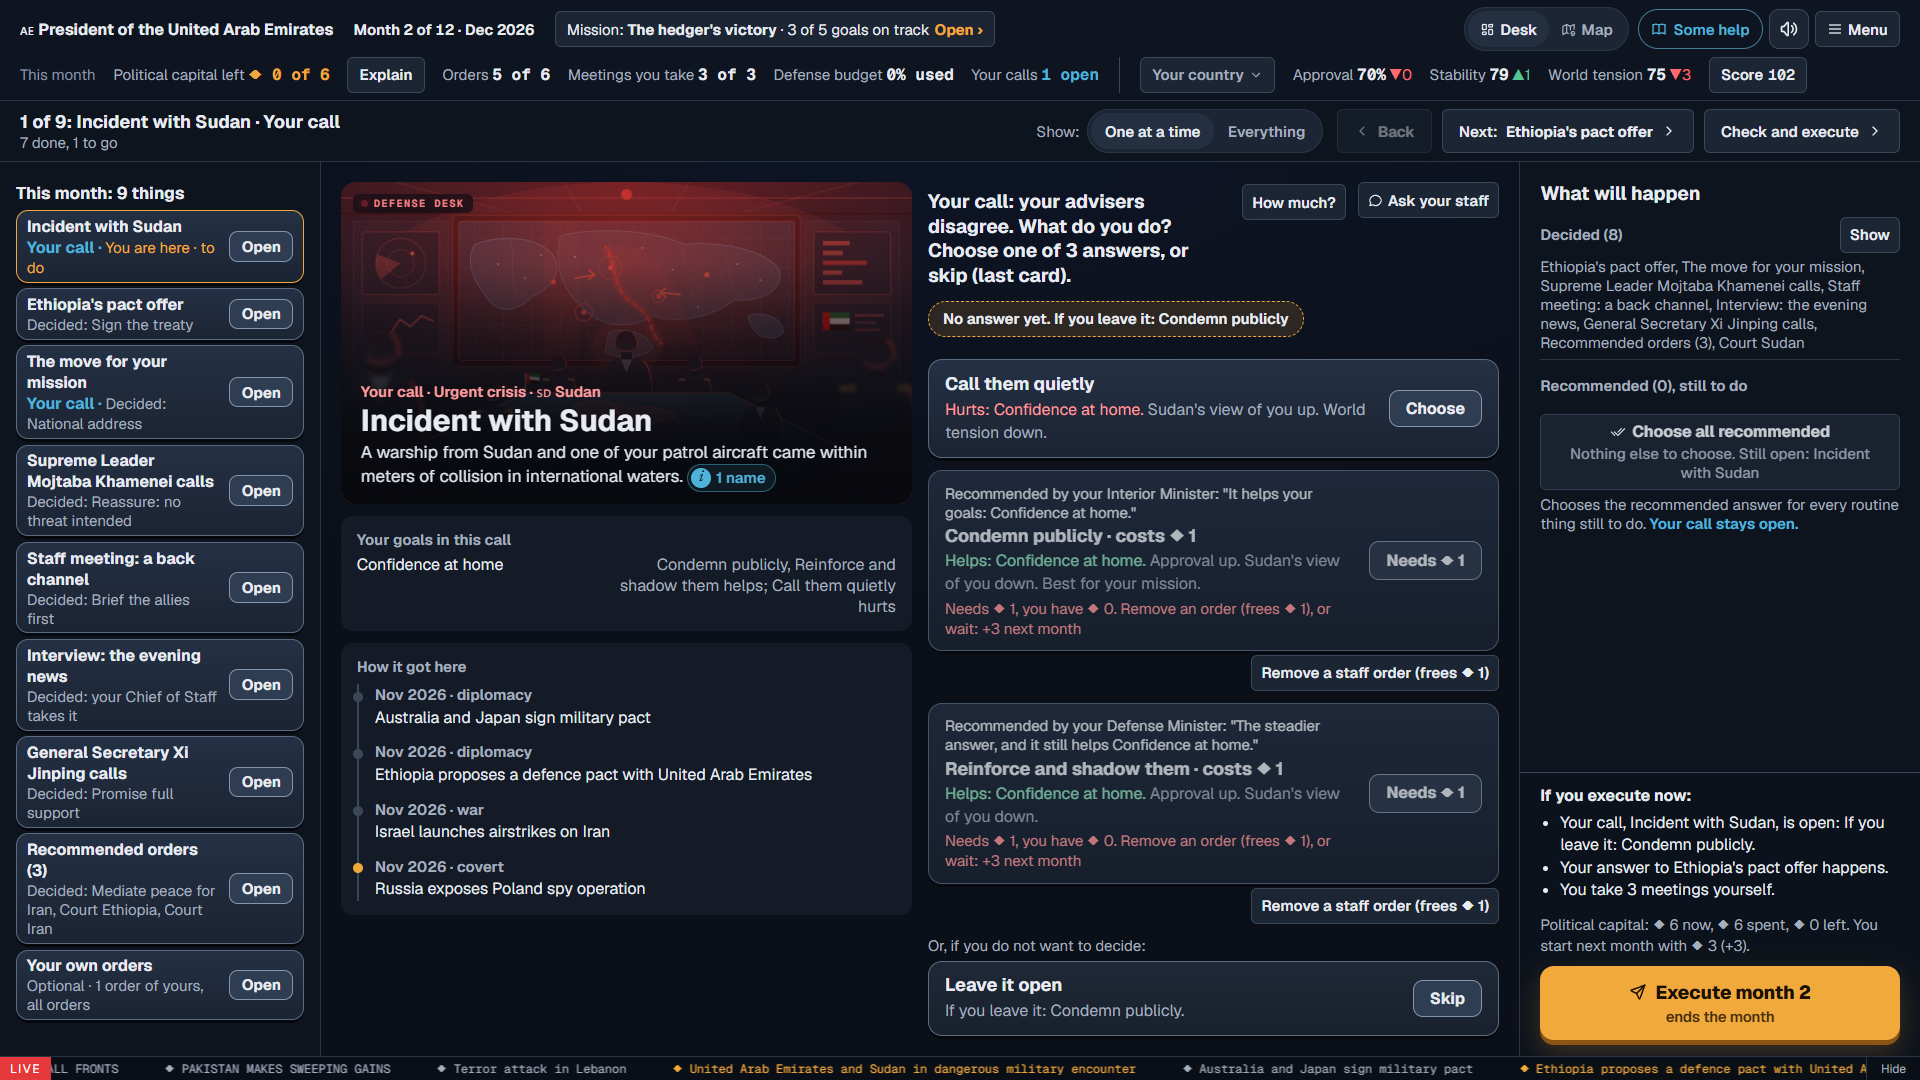 AE President of the United Arab Emirates
Month 2 of 12 · Dec 2026
Mission: The hedger's victory · 3 of 5 goals on track Open ›
Desk
Map
Some help
Menu
This month
Political capital left ◆ 0 of 6
Explain
Orders 5 of 6
Meetings you take 3 of 3
Defense budget 0% used
Your calls 1 open
Your country
Approval 70% ▼0
Stability 79 ▲1
World tension 75 ▼3
Score 102
1 of 9: Incident with Sudan · Your call
7 done, 1 to go
Show:
One at a time
Everything
Back
Next: Ethiopia's pact offer
Check and execute
This month: 9 things
Incident with Sudan
Your call · You are here · to
do
Open
Ethiopia's pact offer
Decided: Sign the treaty
Open
The move for your
mission
Your call · Decided:
National address
Open
Supreme Leader
Mojtaba Khamenei calls
Decided: Reassure: no
threat intended
Open
Staff meeting: a back
channel
Decided: Brief the allies
first
Open
Interview: the evening
news
Decided: your Chief of Staff
takes it
Open
General Secretary Xi
Jinping calls
Decided: Promise full
support
Open
Recommended orders
(3)
Decided: Mediate peace for
Iran, Court Ethiopia, Court
Iran
Open
Your own orders
Optional · 1 order of yours,
all orders
Open
DEFENSE DESK
Your call · Urgent crisis · SD Sudan
Incident with Sudan
A warship from Sudan and one of your patrol aircraft came within
meters of collision in international waters. i 1 name
Your goals in this call
Confidence at home
Condemn publicly, Reinforce and
shadow them helps; Call them quietly
hurts
How it got here
Nov 2026 · diplomacy
Australia and Japan sign military pact
Nov 2026 · diplomacy
Ethiopia proposes a defence pact with United Arab Emirates
Nov 2026 · war
Israel launches airstrikes on Iran
Nov 2026 · covert
Russia exposes Poland spy operation
Your call: your advisers
disagree. What do you do?
Choose one of 3 answers, or
skip (last card).
How much?
Ask your staff
No answer yet. If you leave it: Condemn publicly
Call them quietly
Hurts: Confidence at home. Sudan's view of you up. World
tension down.
Choose
Recommended by your Interior Minister: "It helps your
goals: Confidence at home."
Condemn publicly · costs ◆ 1
Helps: Confidence at home. Approval up. Sudan's view
of you down. Best for your mission.
Needs ◆ 1, you have ◆ 0. Remove an order (frees ◆ 1), or
wait: +3 next month
Needs ◆ 1
Remove a staff order (frees ◆ 1)
Recommended by your Defense Minister: "The steadier
answer, and it still helps Confidence at home."
Reinforce and shadow them · costs ◆ 1
Helps: Confidence at home. Approval up. Sudan's view
of you down.
Needs ◆ 1, you have ◆ 0. Remove an order (frees ◆ 1), or
wait: +3 next month
Needs ◆ 1
Remove a staff order (frees ◆ 1)
Or, if you do not want to decide:
Leave it open
If you leave it: Condemn publicly.
Skip
What will happen
Decided (8)
Show
Ethiopia's pact offer, The move for your mission,
Supreme Leader Mojtaba Khamenei calls, Staff
meeting: a back channel, Interview: the evening
news, General Secretary Xi Jinping calls,
Recommended orders (3), Court Sudan
Recommended (0), still to do
Choose all recommended
Nothing else to choose. Still open: Incident
with Sudan
Chooses the recommended answer for every routine
thing still to do. Your call stays open.
If you execute now:
• Your call, Incident with Sudan, is open: If you
leave it: Condemn publicly.
• Your answer to Ethiopia's pact offer happens.
• You take 3 meetings yourself.
Political capital: ◆ 6 now, ◆ 6 spent, ◆ 0 left. You
start next month with ◆ 3 (+3).
Execute month 2
ends the month
LIVE
ALL FRONTS ◆ PAKISTAN MAKES SWEEPING GAINS ◆ Terror attack in Lebanon ◆ United Arab Emirates and Sudan in dangerous military encounter ◆ Australia and Japan sign military pact ◆ Ethiopia proposes a defence pact with United A
Hide